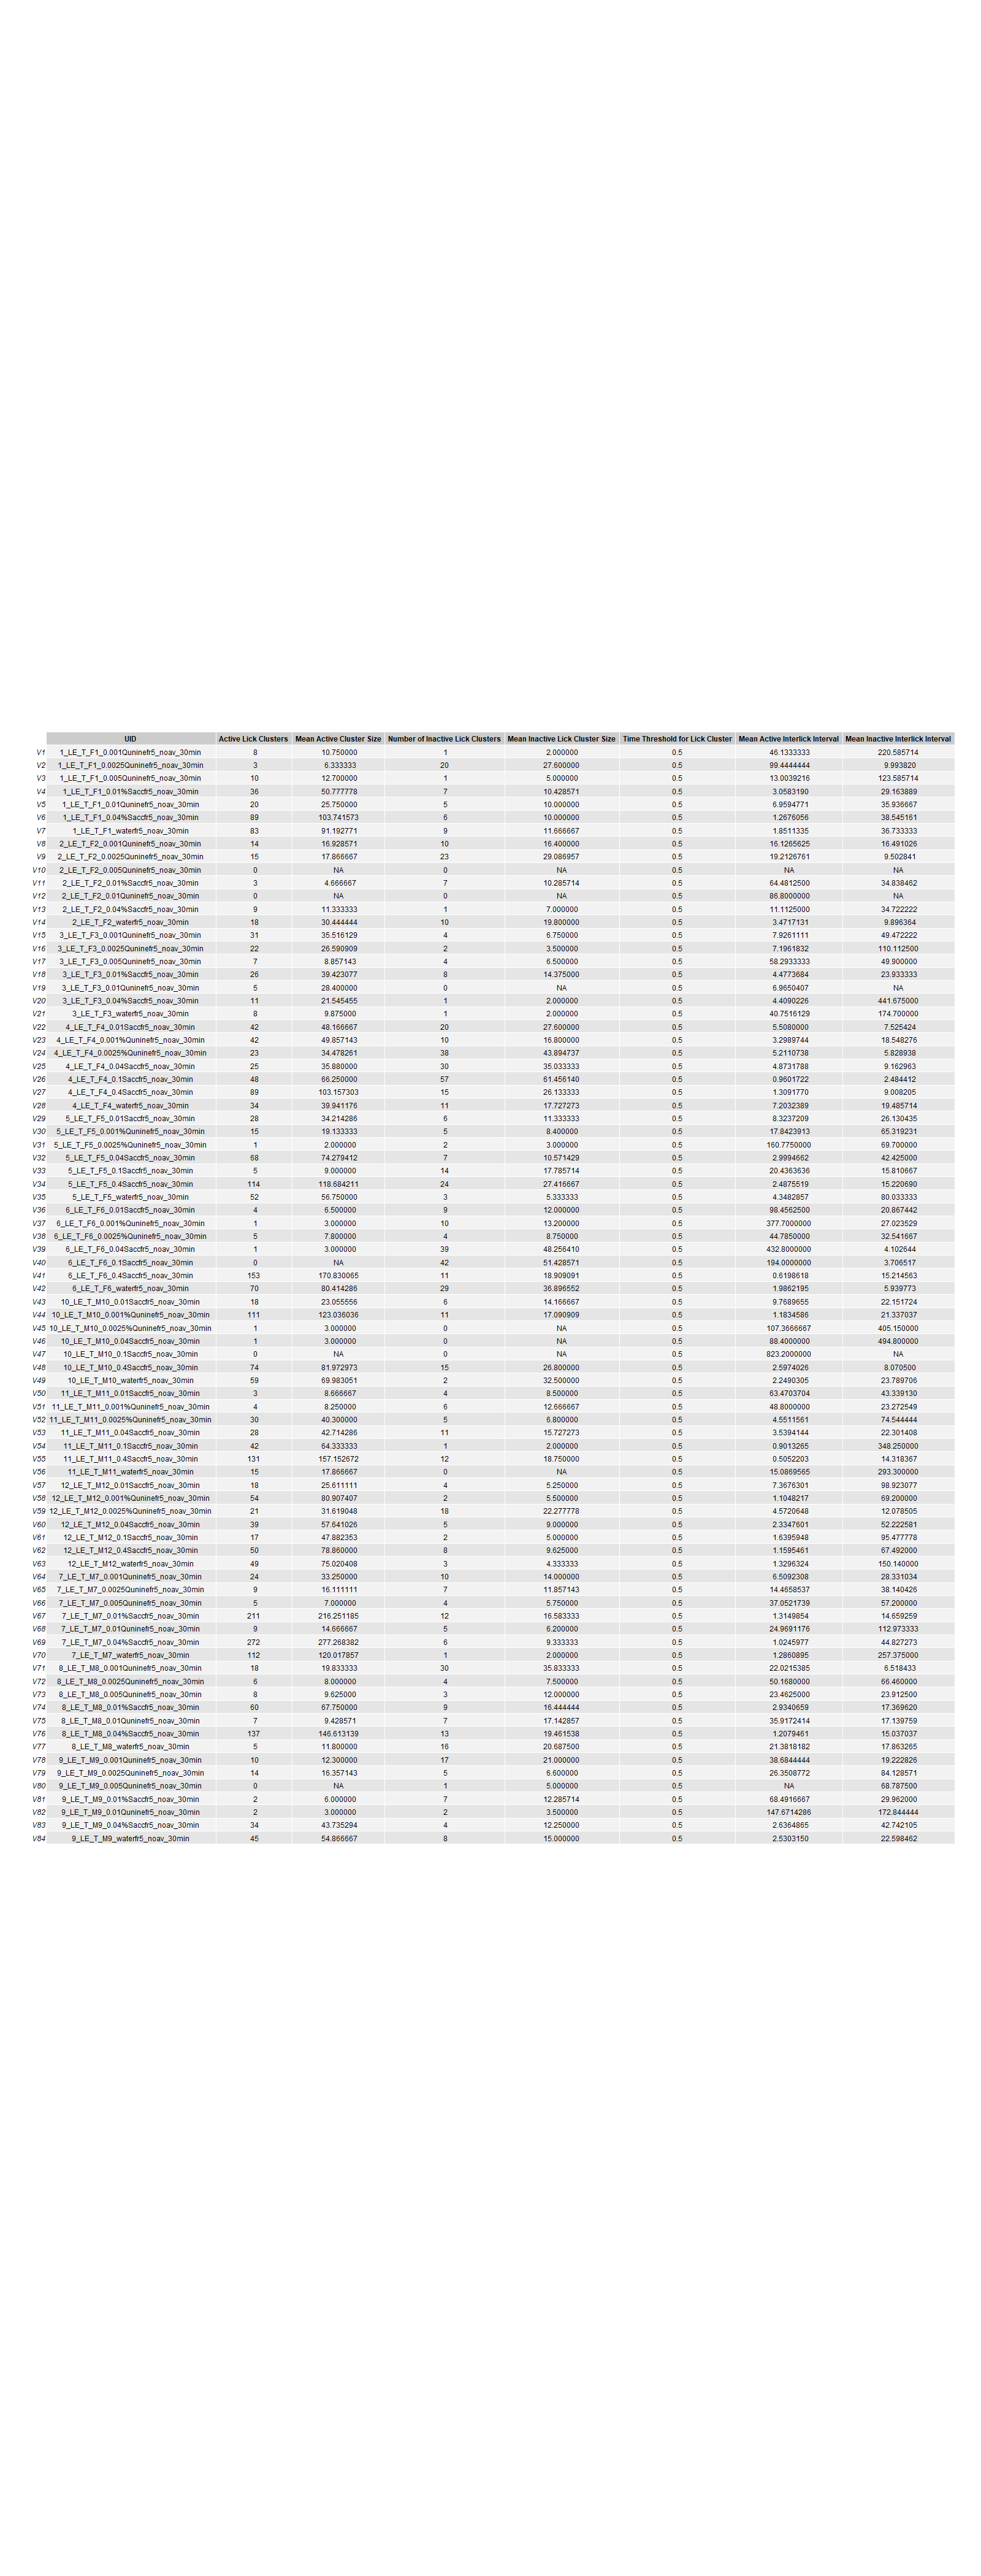 UID Active Lick Clusters Mean Active Cluster Size Number of Inactive Lick Clusters Mean Inactive Lick Cluster Size Time Threshold for Lick Cluster Mean Active Interlick Interval Mean Inactive Interlick Interval
V1 1_LE_T_F1_0.001Quninefr5_noav_30min 8 10.750000 1 2.000000 0.5 46.1333333 220.585714
V2 1_LE_T_F1_0.0025Quninefr5_noav_30min 3 6.333333 20 27.600000 0.5 99.4444444 9.993820
V3 1_LE_T_F1_0.005Quninefr5_noav_30min 10 12.700000 1 5.000000 0.5 13.0039216 123.585714
V4 1_LE_T_F1_0.01%Saccfr5_noav_30min 36 50.777778 7 10.428571 0.5 3.0583190 29.163889
V5 1_LE_T_F1_0.01Quninefr5_noav_30min 20 25.750000 5 10.000000 0.5 6.9594771 35.936667
V6 1_LE_T_F1_0.04%Saccfr5_noav_30min 89 103.741573 6 10.000000 0.5 1.2676056 38.545161
V7 1_LE_T_F1_waterfr5_noav_30min 83 91.192771 9 11.666667 0.5 1.8511335 36.733333
V8 2_LE_T_F2_0.001Quninefr5_noav_30min 14 16.928571 10 16.400000 0.5 16.1265625 16.491026
V9 2_LE_T_F2_0.0025Quninefr5_noav_30min 15 17.866667 23 29.086957 0.5 19.2126761 9.502841
V10 2_LE_T_F2_0.005Quninefr5_noav_30min 0 NA 0 NA 0.5 NA NA
V11 2_LE_T_F2_0.01%Saccfr5_noav_30min 3 4.666667 7 10.285714 0.5 64.4812500 34.838462
V12 2_LE_T_F2_0.01Quninefr5_noav_30min 0 NA 0 NA 0.5 86.8000000 NA
V13 2_LE_T_F2_0.04%Saccfr5_noav_30min 9 11.333333 1 7.000000 0.5 11.1125000 34.722222
V14 2_LE_T_F2_waterfr5_noav_30min 18 30.444444 10 19.800000 0.5 3.4717131 9.896364
V15 3_LE_T_F3_0.001Quninefr5_noav_30min 31 35.516129 4 6.750000 0.5 7.9261111 49.472222
V16 3_LE_T_F3_0.0025Quninefr5_noav_30min 22 26.590909 2 3.500000 0.5 7.1961832 110.112500
V17 3_LE_T_F3_0.005Quninefr5_noav_30min 7 8.857143 4 6.500000 0.5 58.2933333 49.900000
V18 3_LE_T_F3_0.01%Saccfr5_noav_30min 26 39.423077 8 14.375000 0.5 4.4773684 23.933333
V19 3_LE_T_F3_0.01Quninefr5_noav_30min 5 28.400000 0 NA 0.5 6.9650407 NA
V20 3_LE_T_F3_0.04%Saccfr5_noav_30min 11 21.545455 1 2.000000 0.5 4.4090226 441.675000
V21 3_LE_T_F3_waterfr5_noav_30min 8 9.875000 1 2.000000 0.5 40.7516129 174.700000
V22 4_LE_T_F4_0.01Saccfr5_noav_30min 42 48.166667 20 27.600000 0.5 5.5080000 7.525424
V23 4_LE_T_F4_0.001%Quninefr5_noav_30min 42 49.857143 10 16.800000 0.5 3.2989744 18.548276
V24 4_LE_T_F4_0.0025%Quninefr5_noav_30min 23 34.478261 38 43.894737 0.5 5.2110738 5.828938
V25 4_LE_T_F4_0.04Saccfr5_noav_30min 25 35.880000 30 35.033333 0.5 4.8731788 9.162963
V26 4_LE_T_F4_0.1Saccfr5_noav_30min 48 66.250000 57 61.456140 0.5 0.9601722 2.484412
V27 4_LE_T_F4_0.4Saccfr5_noav_30min 89 103.157303 15 26.133333 0.5 1.3091770 9.008205
V28 4_LE_T_F4_waterfr5_noav_30min 34 39.941176 11 17.727273 0.5 7.2032389 19.485714
V29 5_LE_T_F5_0.01Saccfr5_noav_30min 28 34.214286 6 11.333333 0.5 8.3237209 26.130435
V30 5_LE_T_F5_0.001%Quninefr5_noav_30min 15 19.133333 5 8.400000 0.5 17.8423913 65.319231
V31 5_LE_T_F5_0.0025%Quninefr5_noav_30min 1 2.000000 2 3.000000 0.5 160.7750000 69.700000
V32 5_LE_T_F5_0.04Saccfr5_noav_30min 68 74.279412 7 10.571429 0.5 2.9994662 42.425000
V33 5_LE_T_F5_0.1Saccfr5_noav_30min 5 9.000000 14 17.785714 0.5 20.4363636 15.810667
V34 5_LE_T_F5_0.4Saccfr5_noav_30min 114 118.684211 24 27.416667 0.5 2.4875519 15.220690
V35 5_LE_T_F5_waterfr5_noav_30min 52 56.750000 3 5.333333 0.5 4.3482857 80.033333
V36 6_LE_T_F6_0.01Saccfr5_noav_30min 4 6.500000 9 12.000000 0.5 98.4562500 20.867442
V37 6_LE_T_F6_0.001%Quninefr5_noav_30min 1 3.000000 10 13.200000 0.5 377.7000000 27.023529
V38 6_LE_T_F6_0.0025%Quninefr5_noav_30min 5 7.800000 4 8.750000 0.5 44.7850000 32.541667
V39 6_LE_T_F6_0.04Saccfr5_noav_30min 1 3.000000 39 48.256410 0.5 432.8000000 4.102644
V40 6_LE_T_F6_0.1Saccfr5_noav_30min 0 NA 42 51.428571 0.5 194.0000000 3.706517
V41 6_LE_T_F6_0.4Saccfr5_noav_30min 153 170.830065 11 18.909091 0.5 0.6198618 15.214563
V42 6_LE_T_F6_waterfr5_noav_30min 70 80.414286 29 36.896552 0.5 1.9862195 5.939773
V43 10_LE_T_M10_0.01Saccfr5_noav_30min 18 23.055556 6 14.166667 0.5 9.7689655 22.151724
V44 10_LE_T_M10_0.001%Quninefr5_noav_30min 111 123.036036 11 17.090909 0.5 1.1834586 21.337037
V45 10_LE_T_M10_0.0025%Quninefr5_noav_30min 1 3.000000 0 NA 0.5 107.3666667 405.150000
V46 10_LE_T_M10_0.04Saccfr5_noav_30min 1 3.000000 0 NA 0.5 88.4000000 494.800000
V47 10_LE_T_M10_0.1Saccfr5_noav_30min 0 NA 0 NA 0.5 823.2000000 NA
V48 10_LE_T_M10_0.4Saccfr5_noav_30min 74 81.972973 15 26.800000 0.5 2.5974026 8.070500
V49 10_LE_T_M10_waterfr5_noav_30min 59 69.983051 2 32.500000 0.5 2.2490305 23.789706
V50 11_LE_T_M11_0.01Saccfr5_noav_30min 3 8.666667 4 8.500000 0.5 63.4703704 43.339130
V51 11_LE_T_M11_0.001%Quninefr5_noav_30min 4 8.250000 6 12.666667 0.5 48.8000000 23.272549
V52 11_LE_T_M11_0.0025%Quninefr5_noav_30min 30 40.300000 5 6.800000 0.5 4.5511561 74.544444
V53 11_LE_T_M11_0.04Saccfr5_noav_30min 28 42.714286 11 15.727273 0.5 3.5394144 22.301408
V54 11_LE_T_M11_0.1Saccfr5_noav_30min 42 64.333333 1 2.000000 0.5 0.9013265 348.250000
V55 11_LE_T_M11_0.4Saccfr5_noav_30min 131 157.152672 12 18.750000 0.5 0.5052203 14.318367
V56 11_LE_T_M11_waterfr5_noav_30min 15 17.866667 0 NA 0.5 15.0869565 293.300000
V57 12_LE_T_M12_0.01Saccfr5_noav_30min 18 25.611111 4 5.250000 0.5 7.3676301 98.923077
V58 12_LE_T_M12_0.001%Quninefr5_noav_30min 54 80.907407 2 5.500000 0.5 1.1048217 69.200000
V59 12_LE_T_M12_0.0025%Quninefr5_noav_30min 21 31.619048 18 22.277778 0.5 4.5720648 12.078505
V60 12_LE_T_M12_0.04Saccfr5_noav_30min 39 57.641026 5 9.000000 0.5 2.3347601 52.222581
V61 12_LE_T_M12_0.1Saccfr5_noav_30min 17 47.882353 2 5.000000 0.5 1.6395948 95.477778
V62 12_LE_T_M12_0.4Saccfr5_noav_30min 50 78.860000 8 9.625000 0.5 1.1595461 67.492000
V63 12_LE_T_M12_waterfr5_noav_30min 49 75.020408 3 4.333333 0.5 1.3296324 150.140000
V64 7_LE_T_M7_0.001Quninefr5_noav_30min 24 33.250000 10 14.000000 0.5 6.5092308 28.331034
V65 7_LE_T_M7_0.0025Quninefr5_noav_30min 9 16.111111 7 11.857143 0.5 14.4658537 38.140426
V66 7_LE_T_M7_0.005Quninefr5_noav_30min 5 7.000000 4 5.750000 0.5 37.0521739 57.200000
V67 7_LE_T_M7_0.01%Saccfr5_noav_30min 211 216.251185 12 16.583333 0.5 1.3149854 14.659259
V68 7_LE_T_M7_0.01Quninefr5_noav_30min 9 14.666667 5 6.200000 0.5 24.9691176 112.973333
V69 7_LE_T_M7_0.04%Saccfr5_noav_30min 272 277.268382 6 9.333333 0.5 1.0245977 44.827273
V70 7_LE_T_M7_waterfr5_noav_30min 112 120.017857 1 2.000000 0.5 1.2860895 257.375000
V71 8_LE_T_M8_0.001Quninefr5_noav_30min 18 19.833333 30 35.833333 0.5 22.0215385 6.518433
V72 8_LE_T_M8_0.0025Quninefr5_noav_30min 6 8.000000 4 7.500000 0.5 50.1680000 66.460000
V73 8_LE_T_M8_0.005Quninefr5_noav_30min 8 9.625000 3 12.000000 0.5 23.4625000 23.912500
V74 8_LE_T_M8_0.01%Saccfr5_noav_30min 60 67.750000 9 16.444444 0.5 2.9340659 17.369620
V75 8_LE_T_M8_0.01Quninefr5_noav_30min 7 9.428571 7 17.142857 0.5 35.9172414 17.139759
V76 8_LE_T_M8_0.04%Saccfr5_noav_30min 137 146.613139 13 19.461538 0.5 1.2079461 15.037037
V77 8_LE_T_M8_waterfr5_noav_30min 5 11.800000 16 20.687500 0.5 21.3818182 17.863265
V78 9_LE_T_M9_0.001Quninefr5_noav_30min 10 12.300000 17 21.000000 0.5 38.6844444 19.222826
V79 9_LE_T_M9_0.0025Quninefr5_noav_30min 14 16.357143 5 6.600000 0.5 26.3508772 84.128571
V80 9_LE_T_M9_0.005Quninefr5_noav_30min 0 NA 1 5.000000 0.5 NA 68.787500
V81 9_LE_T_M9_0.01%Saccfr5_noav_30min 2 6.000000 7 12.285714 0.5 68.4916667 29.962000
V82 9_LE_T_M9_0.01Quninefr5_noav_30min 2 3.000000 2 3.500000 0.5 147.6714286 172.844444
V83 9_LE_T_M9_0.04%Saccfr5_noav_30min 34 43.735294 4 12.250000 0.5 2.6364865 42.742105
V84 9_LE_T_M9_waterfr5_noav_30min 45 54.866667 8 15.000000 0.5 2.5303150 22.598462